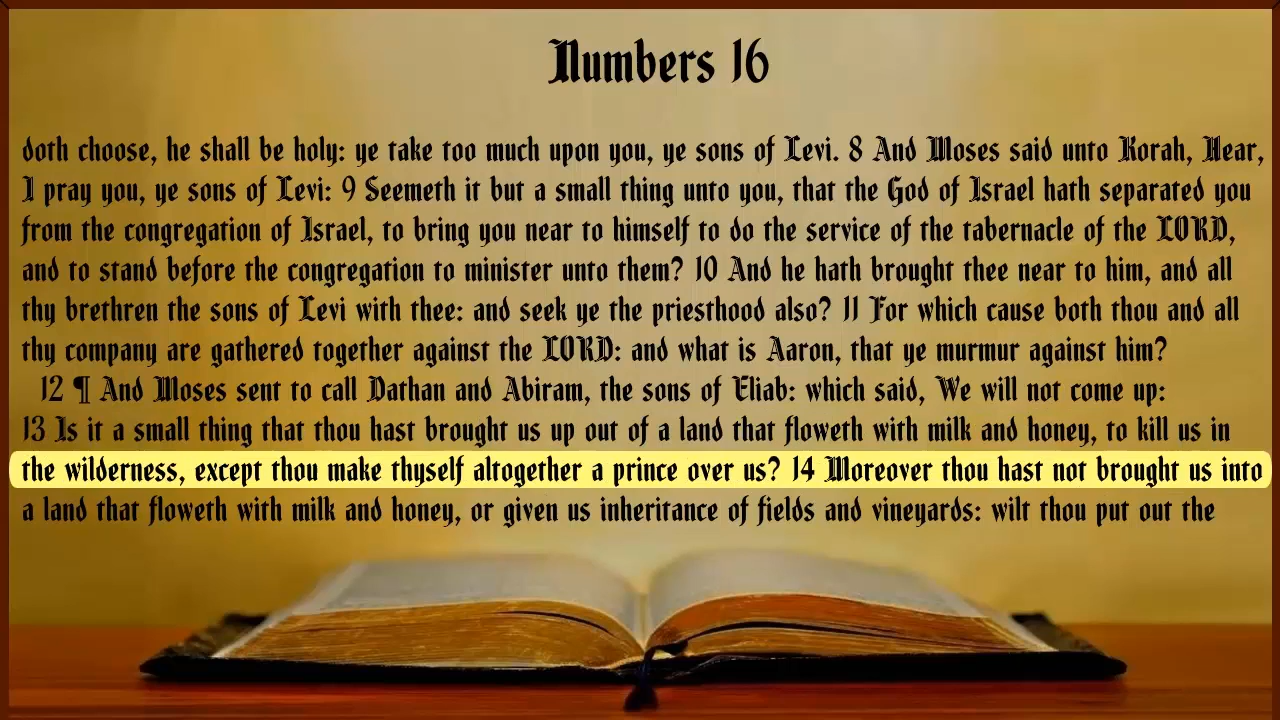 Numbers 16
doth choose, he shall be holy: ye take too much upon you, ye sons of Levi. 8 And Moses said unto Korah, Hear,
I pray you, ye sons of Levi: 9 Seemeth it but a small thing unto you, that the God of Israel hath separated you
from the congregation of Israel, to bring you near to himself to do the service of the tabernacle of the LORD,
and to stand before the congregation to minister unto them? 10 And he hath brought thee near to him, and all
thy brethren the sons of Levi with thee: and seek ye the priesthood also? 11 For which cause both thou and all
thy company are gathered together against the LORD: and what is Aaron, that ye murmur against him?
12 ¶ And Moses sent to call Dathan and Abiram, the sons of Eliab: which said, We will not come up:
13 Is it a small thing that thou hast brought us up out of a land that floweth with milk and honey, to kill us in
the wilderness, except thou make thyself altogether a prince over us? 14 Moreover thou hast not brought us into
a land that floweth with milk and honey, or given us inheritance of fields and vineyards: wilt thou put out the